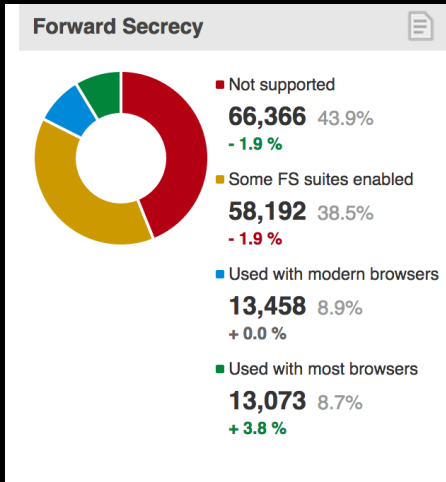 Forward Secrecy
Not supported
66,366 43.9%
- 1.9 %
Some FS suites enabled
58,192 38.5%
- 1.9 %
Used with modern browsers
13,458 8.9%
+ 0.0 %
Used with most browsers
13,073 8.7%
+ 3.8 %